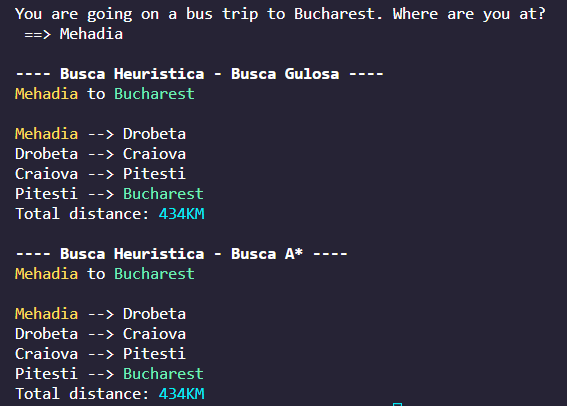 You are going on a bus trip to Bucharest. Where are you at?
==> Mehadia
---- Busca Heuristica - Busca Gulosa ----
Mehadia to Bucharest
Mehadia --> Drobeta
Drobeta --> Craiova
Craiova --> Pitesti
Pitesti --> Bucharest
Total distance: 434KM
---- Busca Heuristica - Busca A* ----
Mehadia to Bucharest
Mehadia --> Drobeta
Drobeta --> Craiova
Craiova --> Pitesti
Pitesti --> Bucharest
Total distance: 434KM